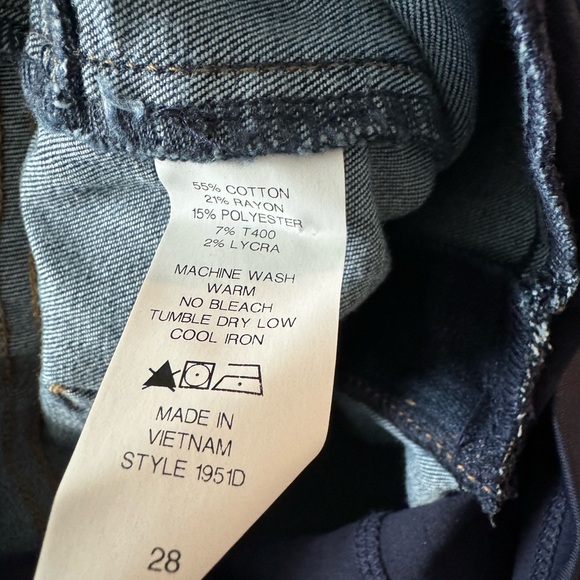 55% COTTON
21% RAYON
15% POLYESTER
7% T400
2% LYCRA
MACHINE WASH
WARM
NO BLEACH
TUMBLE DRY LOW
COOL IRON
MADE IN
VIETNAM
STYLE 1951D
28